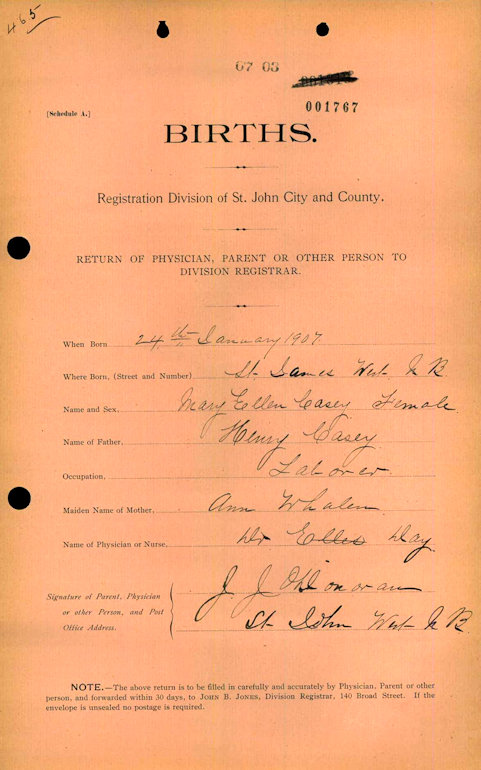 465
07 03
001767
[Schedule A.]
BIRTHS.
Registration Division of St. John City and County.
RETURN OF PHYSICIAN, PARENT OR OTHER PERSON TO
DIVISION REGISTRAR.
When Born 24th January 1907
Where Born, (Street and Number) St. James West N B
Name and Sex, Mary Ellen Casey Female
Name of Father, Henry Casey
Occupation, Laborer
Maiden Name of Mother, Ann Whalen
Name of Physician or Nurse, Dr Ellis Day
Signature of Parent, Physician J J O'Donovan
or other Person, and Post
Office Address. St John West N B
NOTE.—The above return is to be filled in carefully and accurately by Physician, Parent or other
person, and forwarded within 30 days, to JOHN B. JONES, Division Registrar, 140 Broad Street. If the
envelope is unsealed no postage is required.